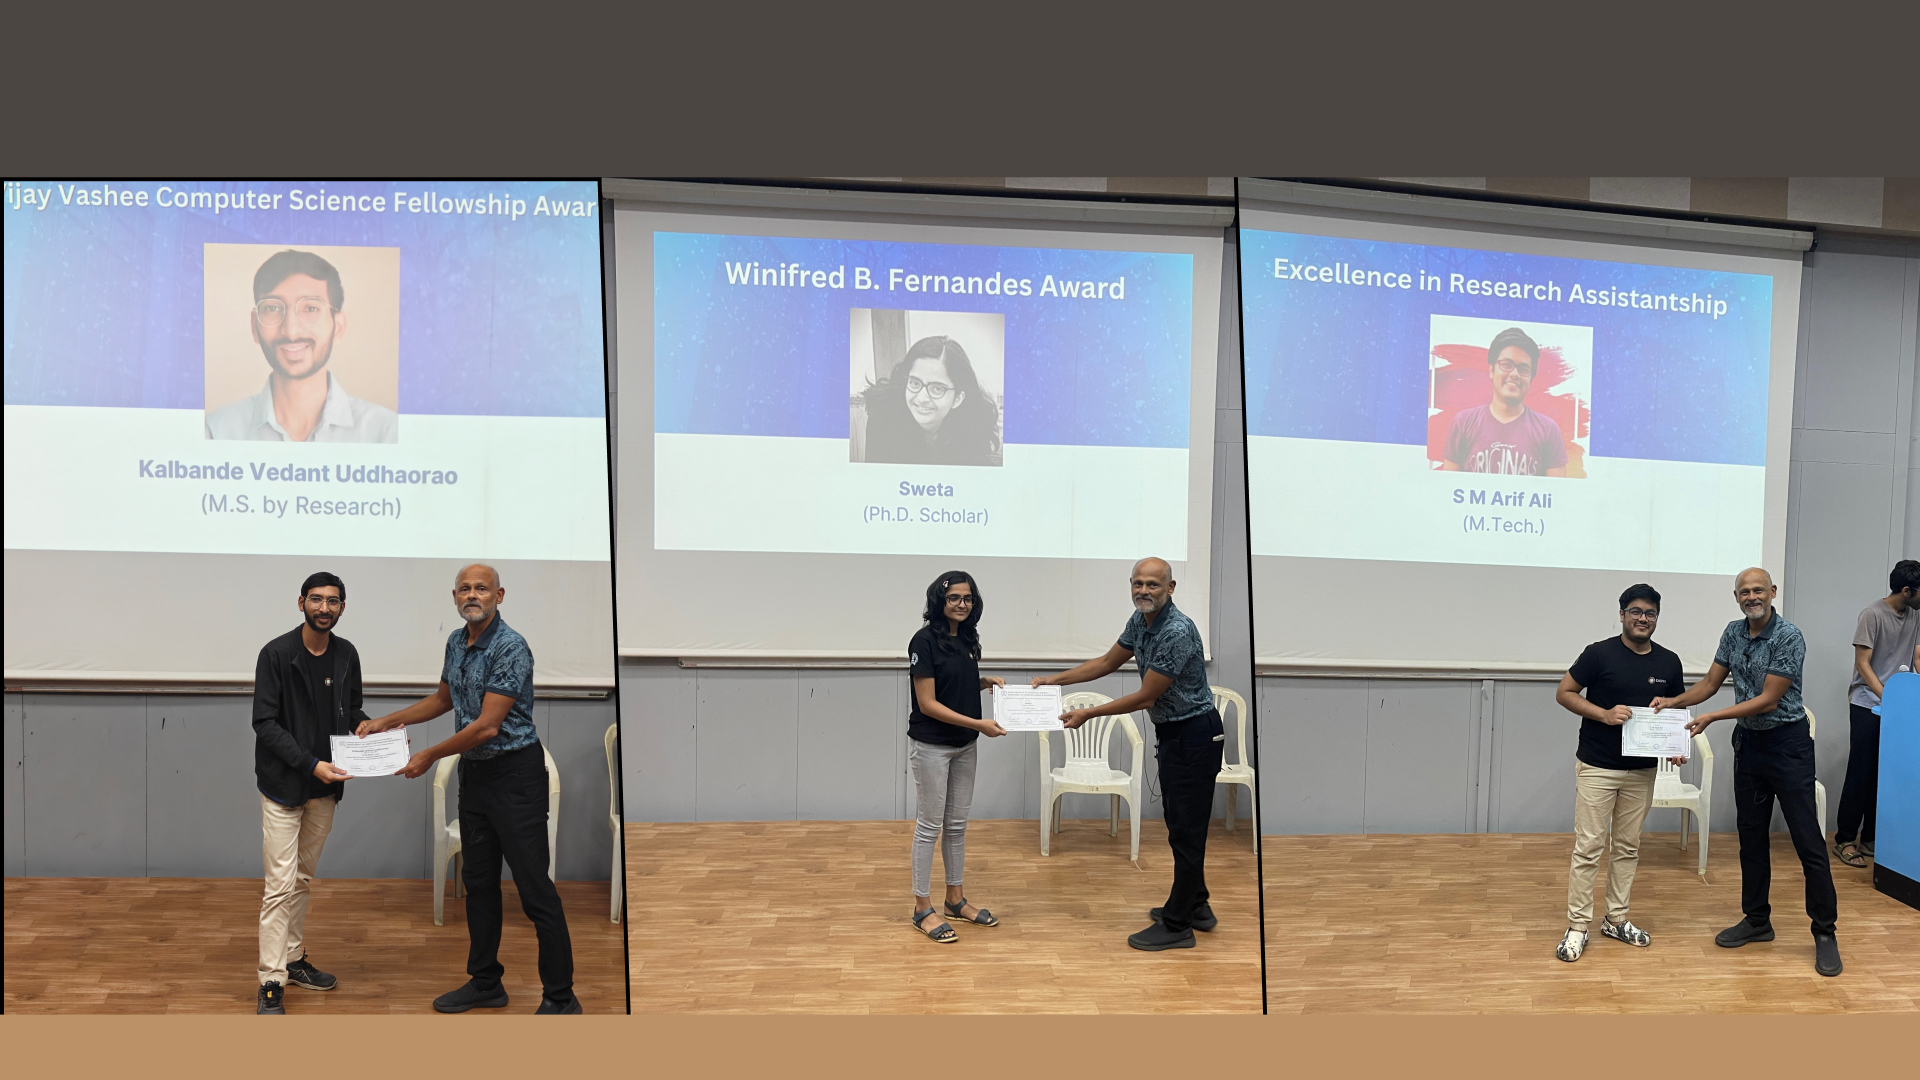 ijay Vashee Computer Science Fellowship Awar
Kalbande Vedant Uddhaorao
(M.S. by Research)
Winifred B. Fernandes Award
Sweta
(Ph.D. Scholar)
Excellence in Research Assistantship
S M Arif Ali
(M.Tech.)